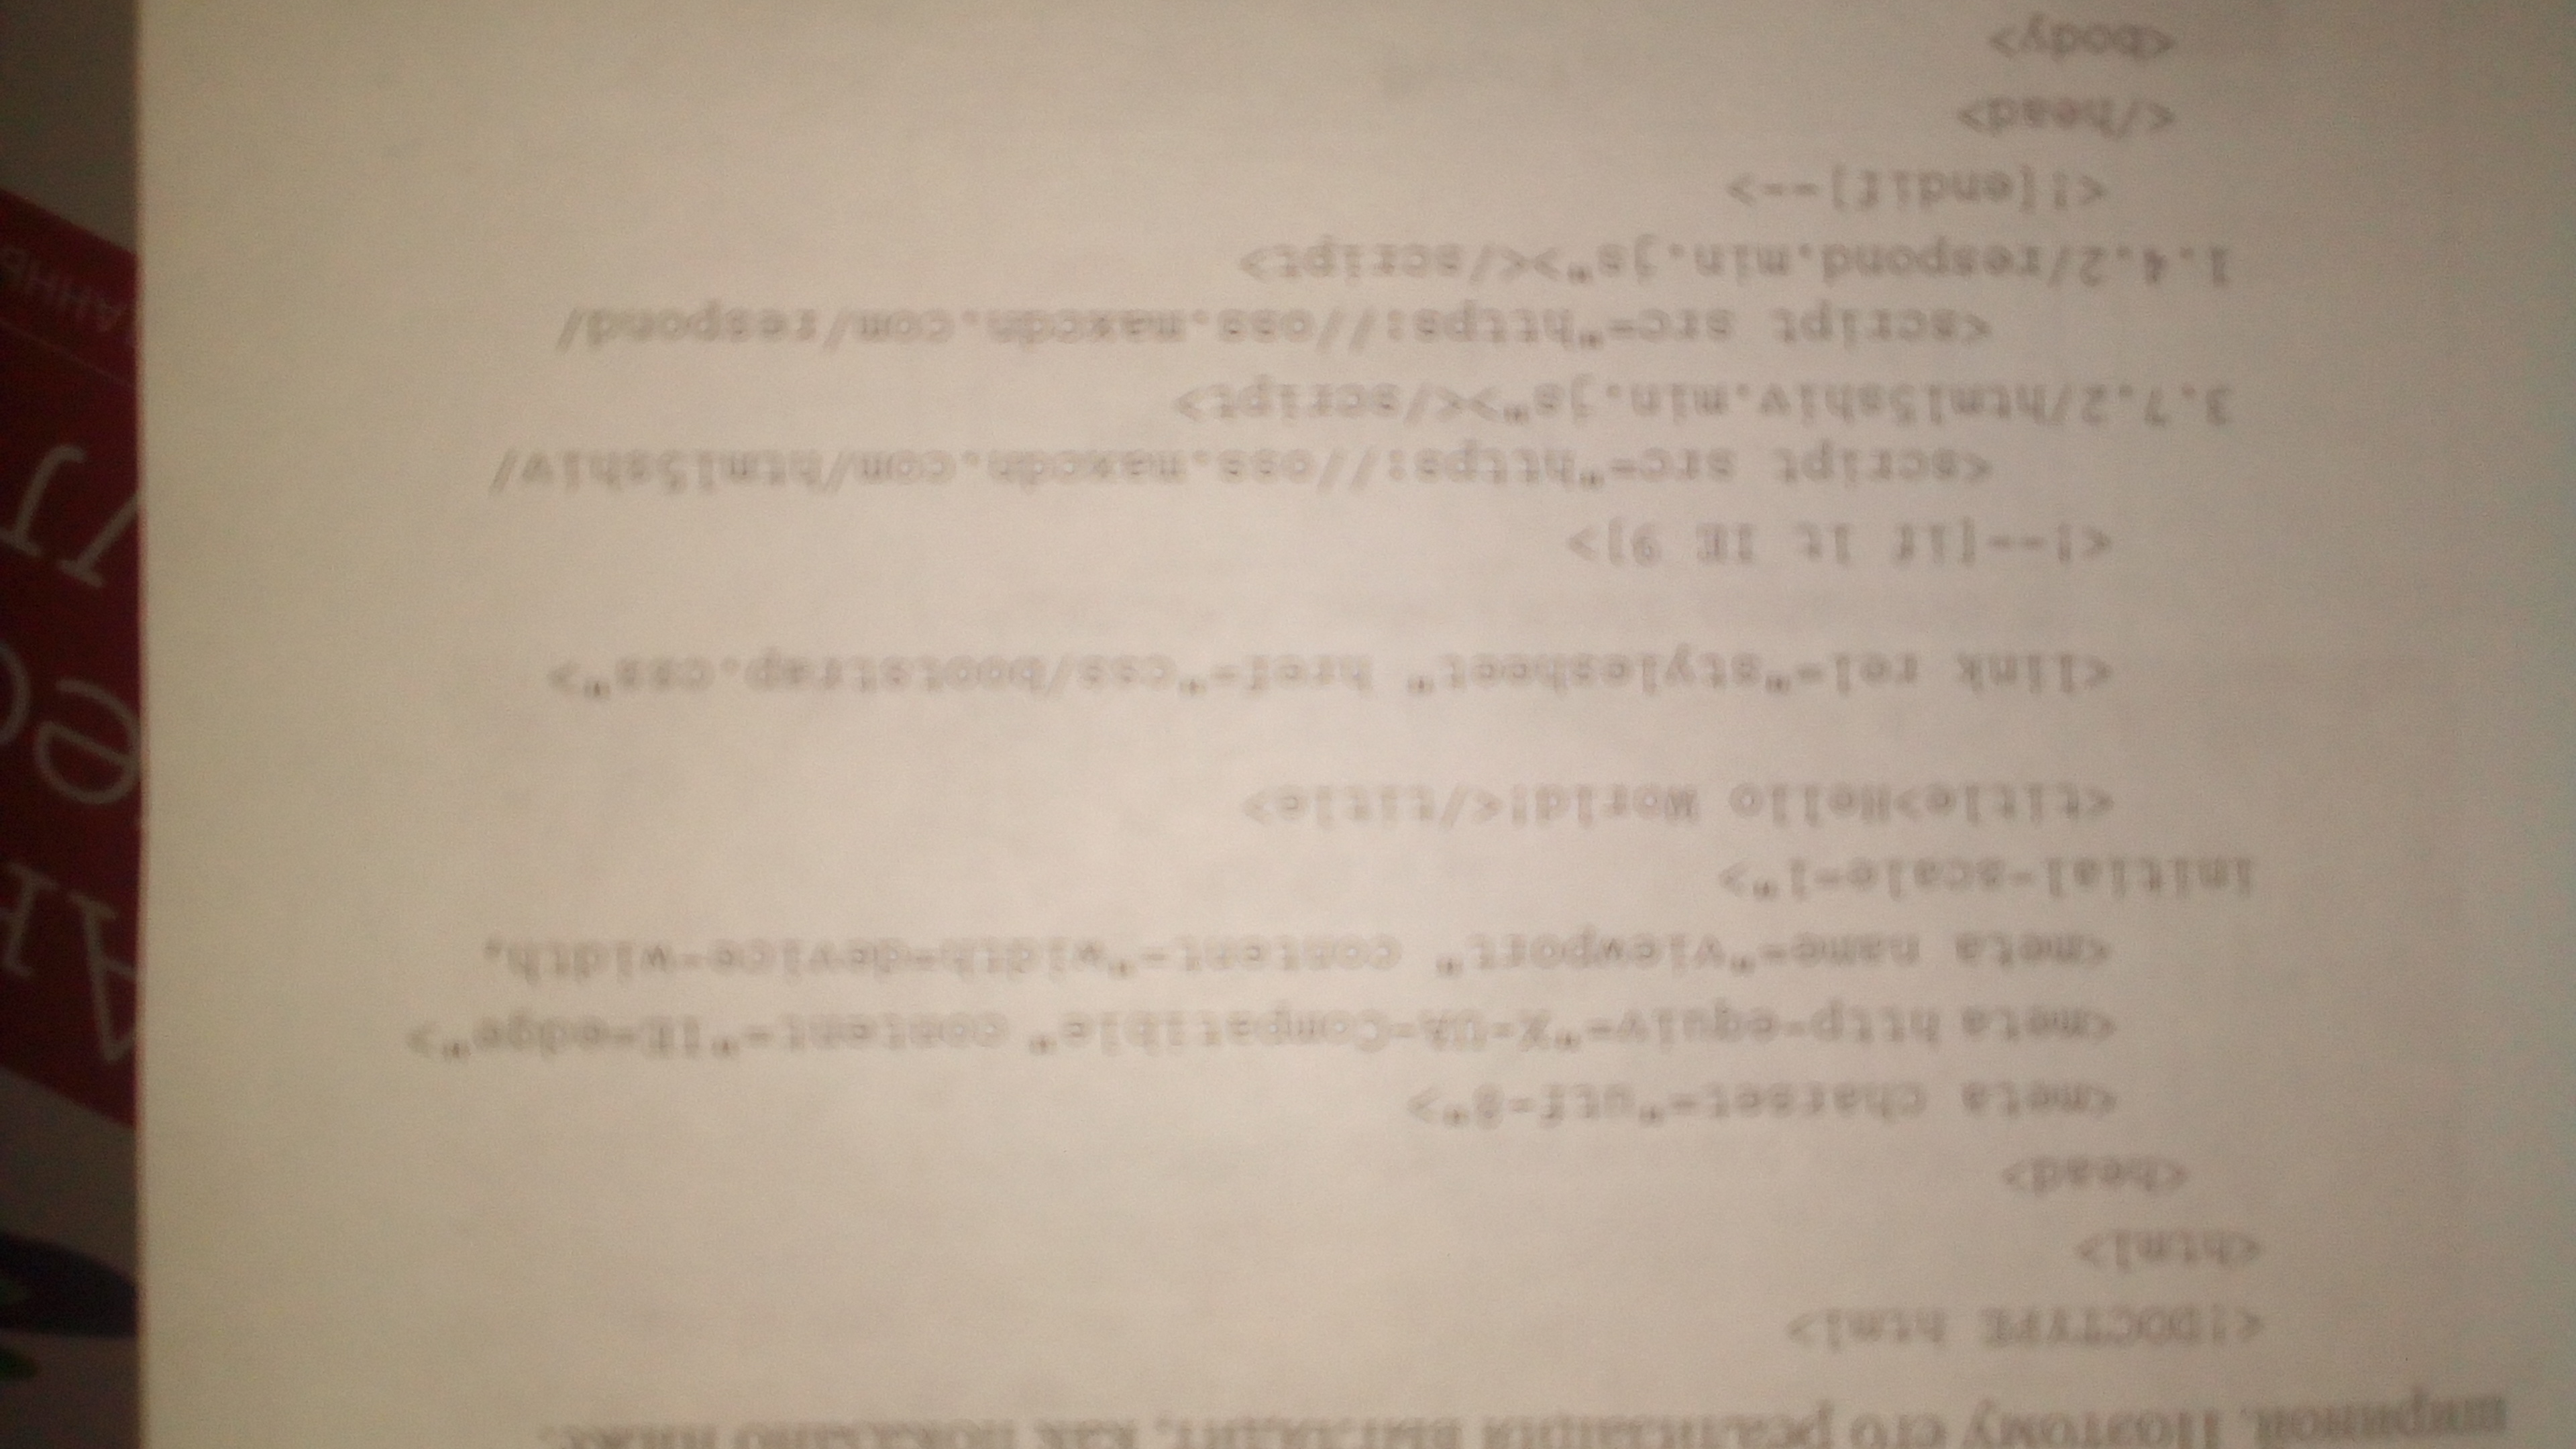 шириной. Поэтому его реализация выглядит, как показано ниже.
<!DOCTYPE html>
<html>
<head>
<meta charset="utf-8">
<meta http-equiv="X-UA-Compatible" content="IE=edge">
<meta name="viewport" content="width=device-width,
initial-scale=1">
<title>Hello World!</title>
<link rel="stylesheet" href="css/bootstrap.css">
<!--[if lt IE 9]>
<script src="https://oss.maxcdn.com/html5shiv/
3.7.2/html5shiv.min.js"></script>
<script src="https://oss.maxcdn.com/respond/
1.4.2/respond.min.js"></script>
<![endif]-->
</head>
<body>